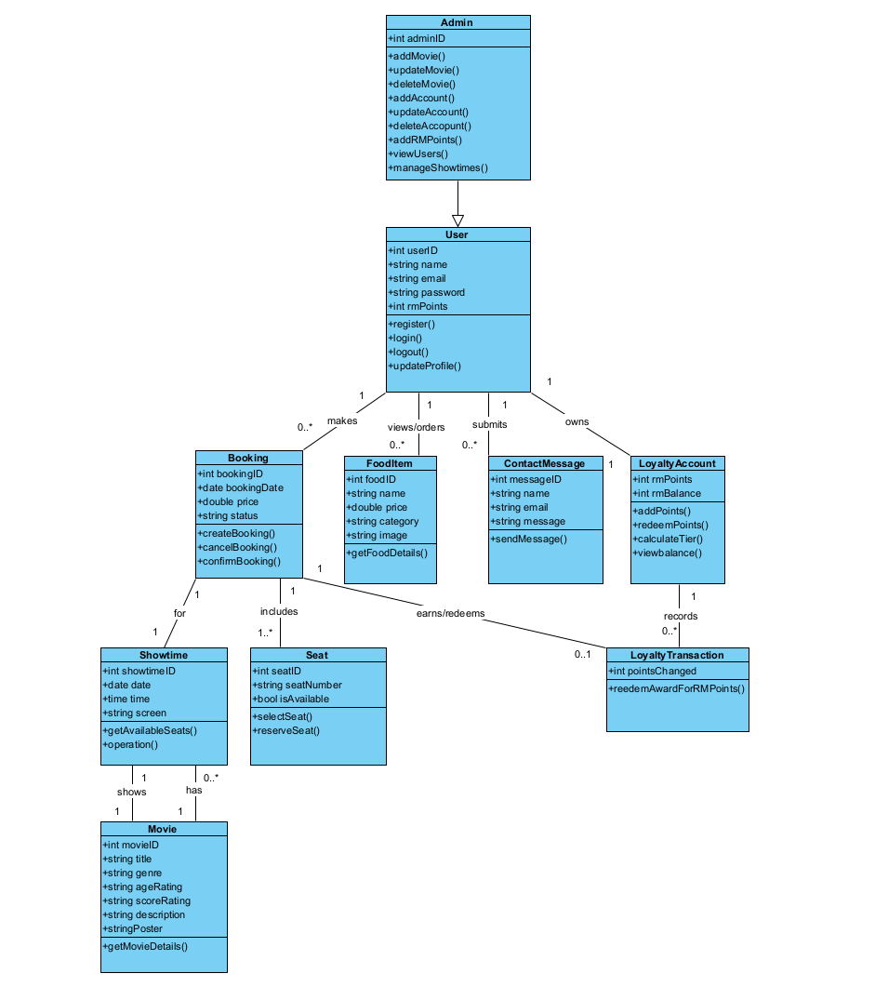 Admin
+int adminID
+addMovie()
+updateMovie()
+deleteMovie()
+addAccount()
+updateAccount()
+deleteAccopunt()
+addRMPoints()
+viewUsers()
+manageShowtimes()
User
+int userID
+string name
+string email
+string password
+int rmPoints
+register()
+login()
+logout()
+updateProfile()
1
makes
0..*
1
views/orders
0..*
1
submits
0..*
1
owns
1
Booking
+int bookingID
+date bookingDate
+double price
+string status
+createBooking()
+cancelBooking()
+confirmBooking()
FoodItem
+int foodID
+string name
+double price
+string category
+string image
+getFoodDetails()
ContactMessage
+int messageID
+string name
+string email
+string message
+sendMessage()
LoyaltyAccount
+int rmPoints
+int rmBalance
+addPoints()
+redeemPoints()
+calculateTier()
+viewbalance()
1
for
1
1
includes
1..*
1
earns/redeems
0..1
1
records
0..*
Showtime
+int showtimeID
+date date
+time time
+string screen
+getAvailableSeats()
+operation()
Seat
+int seatID
+string seatNumber
+bool isAvailable
+selectSeat()
+reserveSeat()
LoyaltyTransaction
+int pointsChanged
+reedemAwardForRMPoints()
1
shows
1
0..*
has
1
Movie
+int movieID
+string title
+string genre
+string ageRating
+string scoreRating
+string description
+stringPoster
+getMovieDetails()